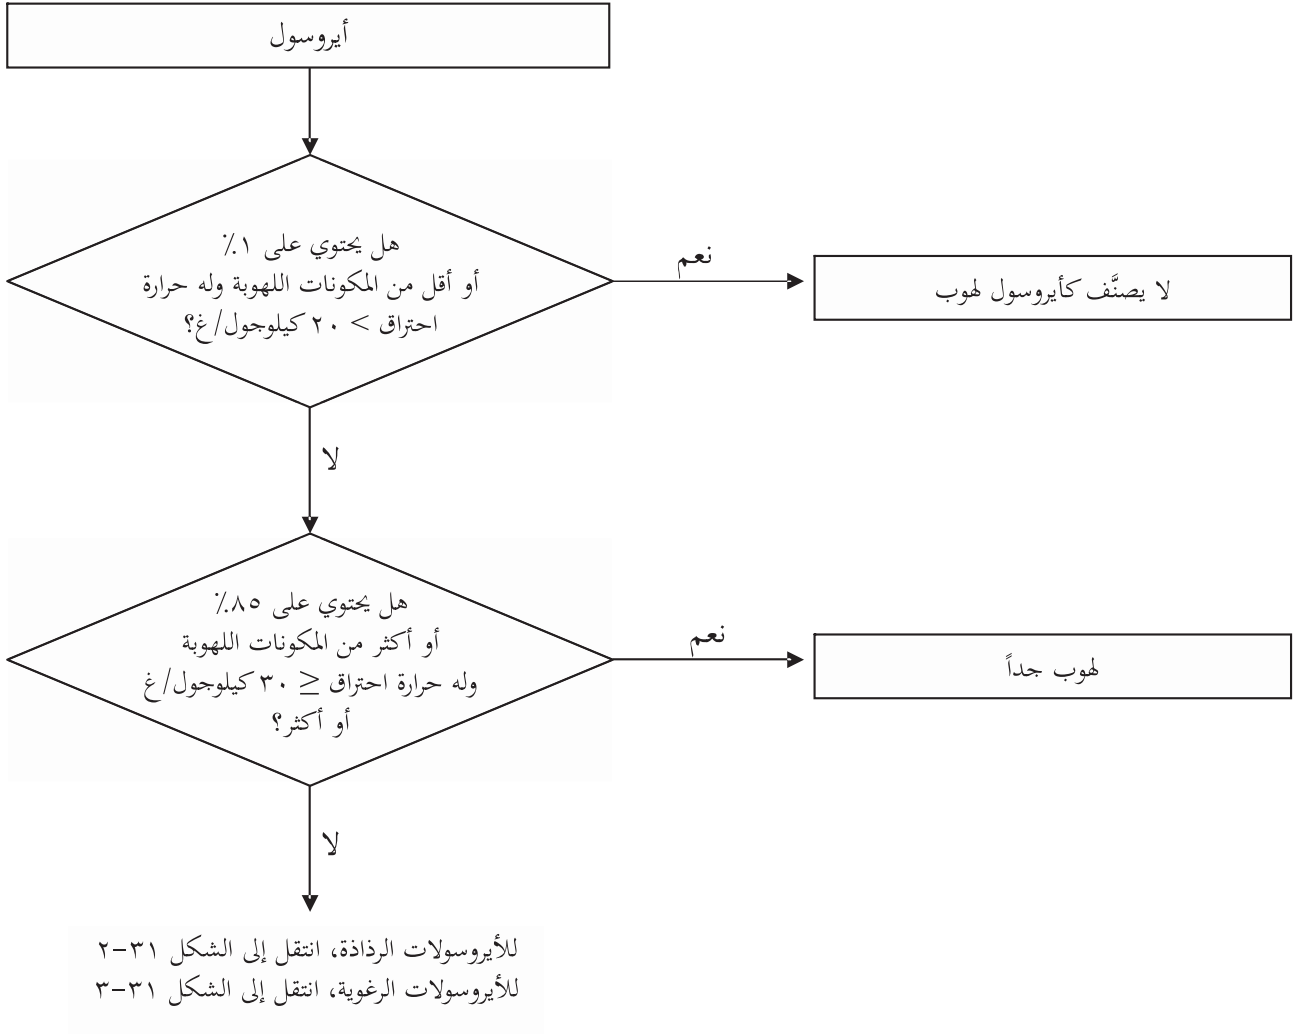 أيروسول
هل يحتوي على ١٪
أو أقل من المكونات اللهوبة وله حرارة
احتراق > ٢٠ كيلوجول/غ؟
نعم
لا يصنَّف كأيروسول لهوب
لا
هل يحتوي على ٨٥٪
أو أكثر من المكونات اللهوبة
وله حرارة احتراق ≤ ٣٠ كيلوجول/غ
أو أكثر؟
نعم
لهوب جداً
لا
للأيروسولات الرذاذة، انتقل إلى الشكل ٣١-٢
للأيروسولات الرغوية، انتقل إلى الشكل ٣١-٣